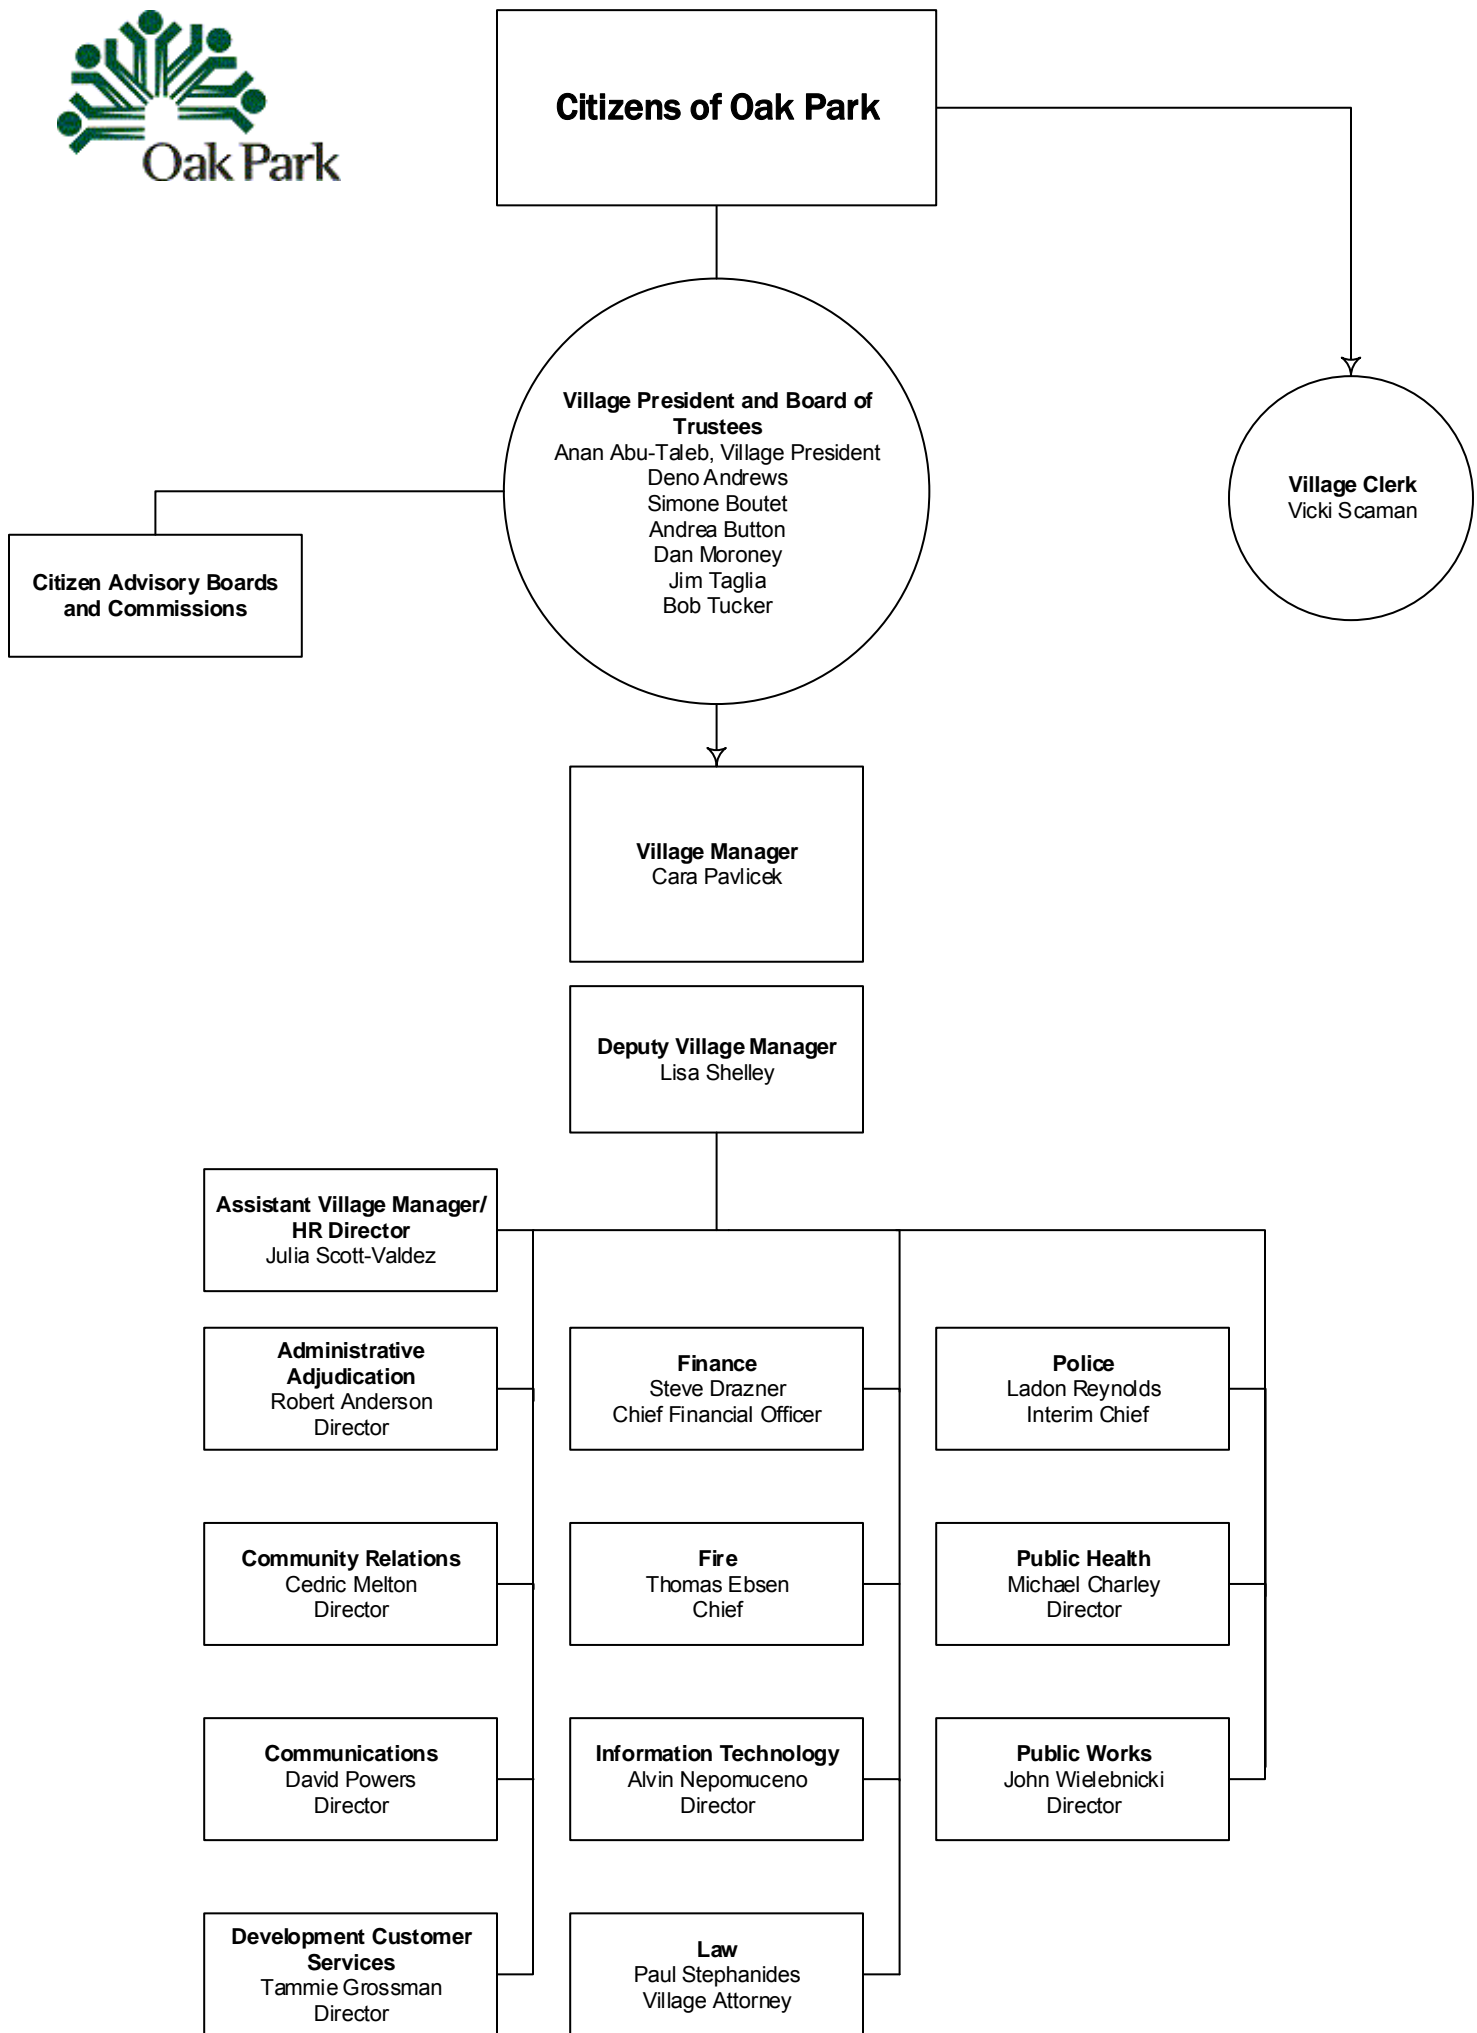 Oak Park
Citizens of Oak Park
Village President and Board of
Trustees
Anan Abu-Taleb, Village President
Deno Andrews
Simone Boutet
Andrea Button
Dan Moroney
Jim Taglia
Bob Tucker
Village Clerk
Vicki Scaman
Citizen Advisory Boards
and Commissions
Village Manager
Cara Pavlicek
Deputy Village Manager
Lisa Shelley
Assistant Village Manager/
HR Director
Julia Scott-Valdez
Administrative
Adjudication
Robert Anderson
Director
Finance
Steve Drazner
Chief Financial Officer
Police
Ladon Reynolds
Interim Chief
Community Relations
Cedric Melton
Director
Fire
Thomas Ebsen
Chief
Public Health
Michael Charley
Director
Communications
David Powers
Director
Information Technology
Alvin Nepomuceno
Director
Public Works
John Wielebnicki
Director
Development Customer
Services
Tammie Grossman
Director
Law
Paul Stephanides
Village Attorney